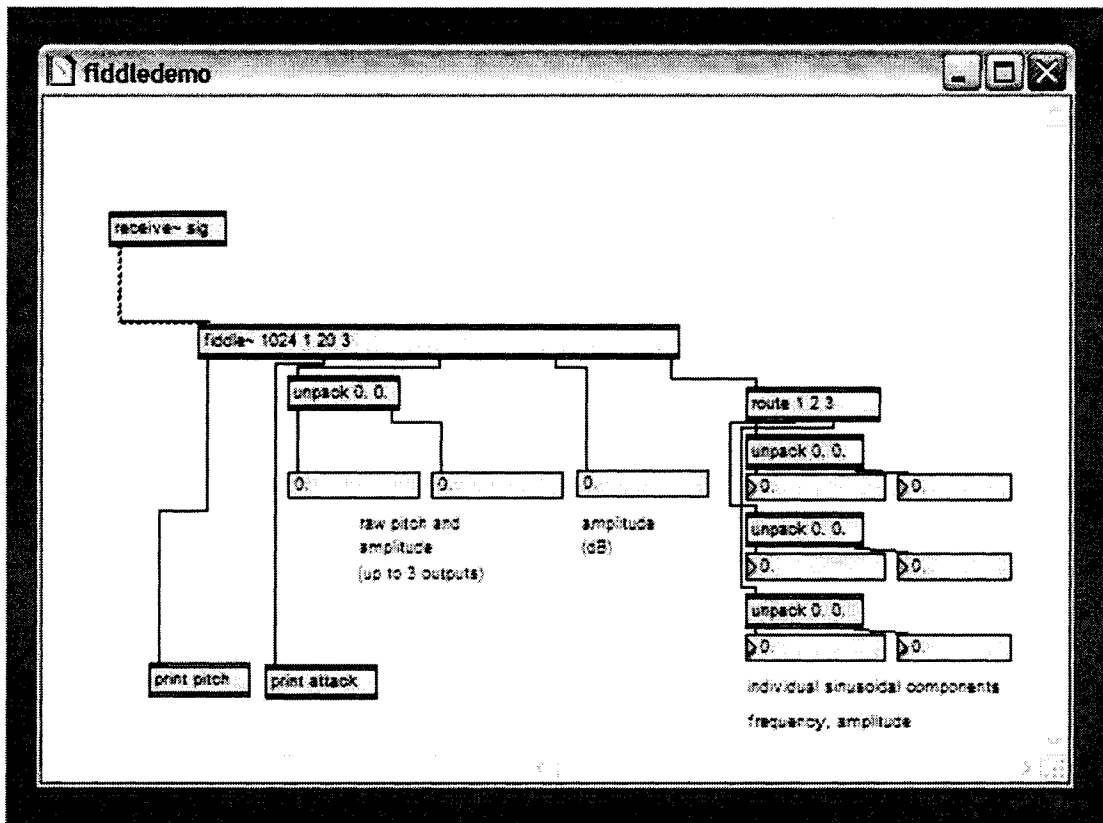 fiddledemo
receive~ sig
fiddle~ 1024 1 20 3
unpack 0. 0.
route 1 2 3
unpack 0. 0.
0.
0.
0.
0.
0.
raw pitch and
amplitude
(up to 3 outputs)
amplitude
(dB)
unpack 0. 0.
0.
0.
unpack 0. 0.
0.
0.
print pitch
print attack
individual sinusoidal components
frequency, amplitude